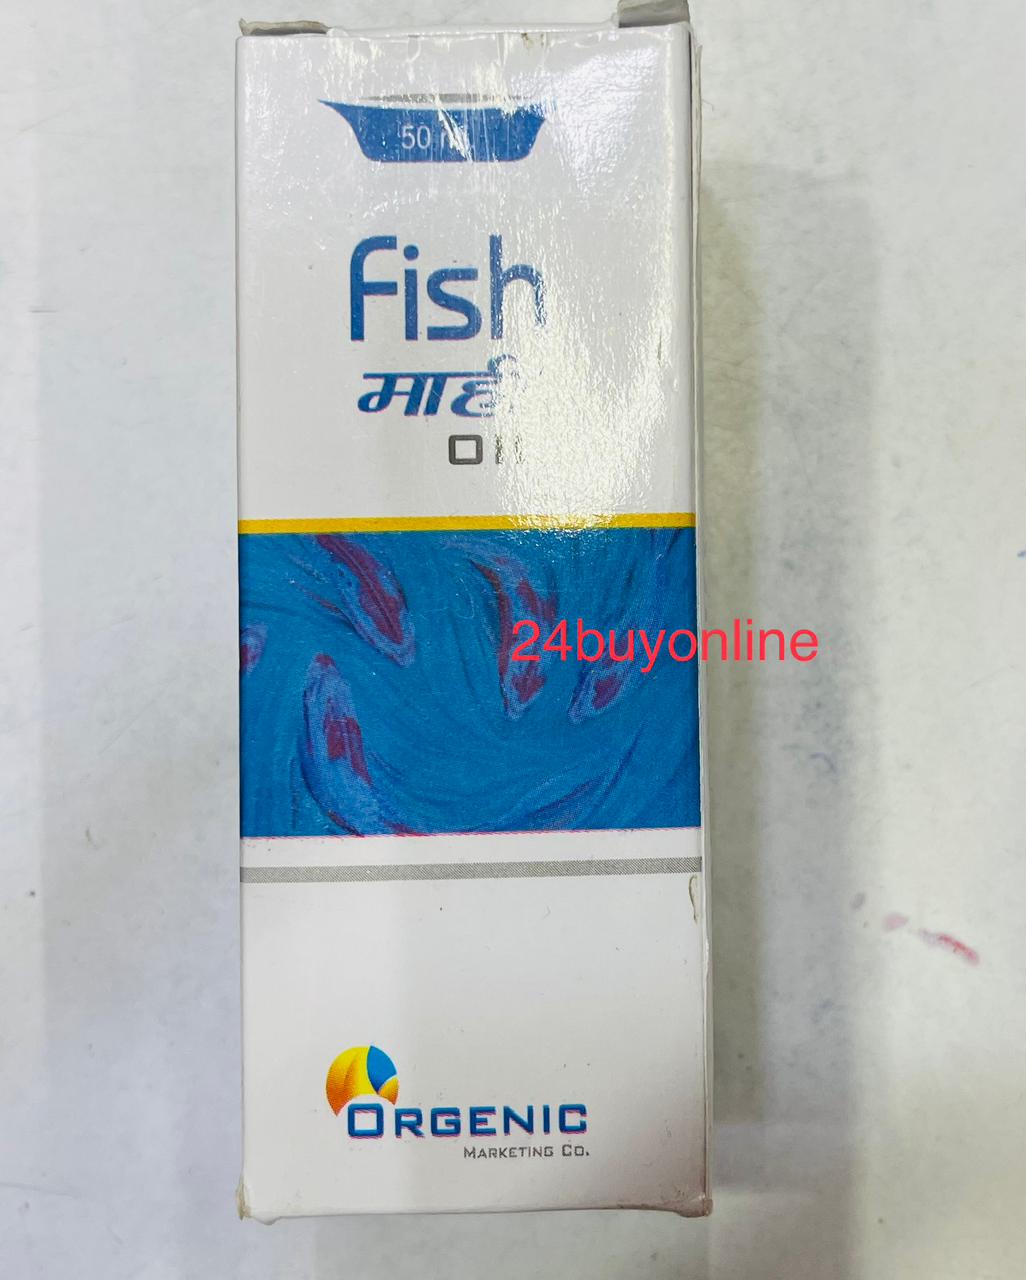 50 ml
fish
माही
OIL
24buyonline
ORGENIC
MARKETING CO.